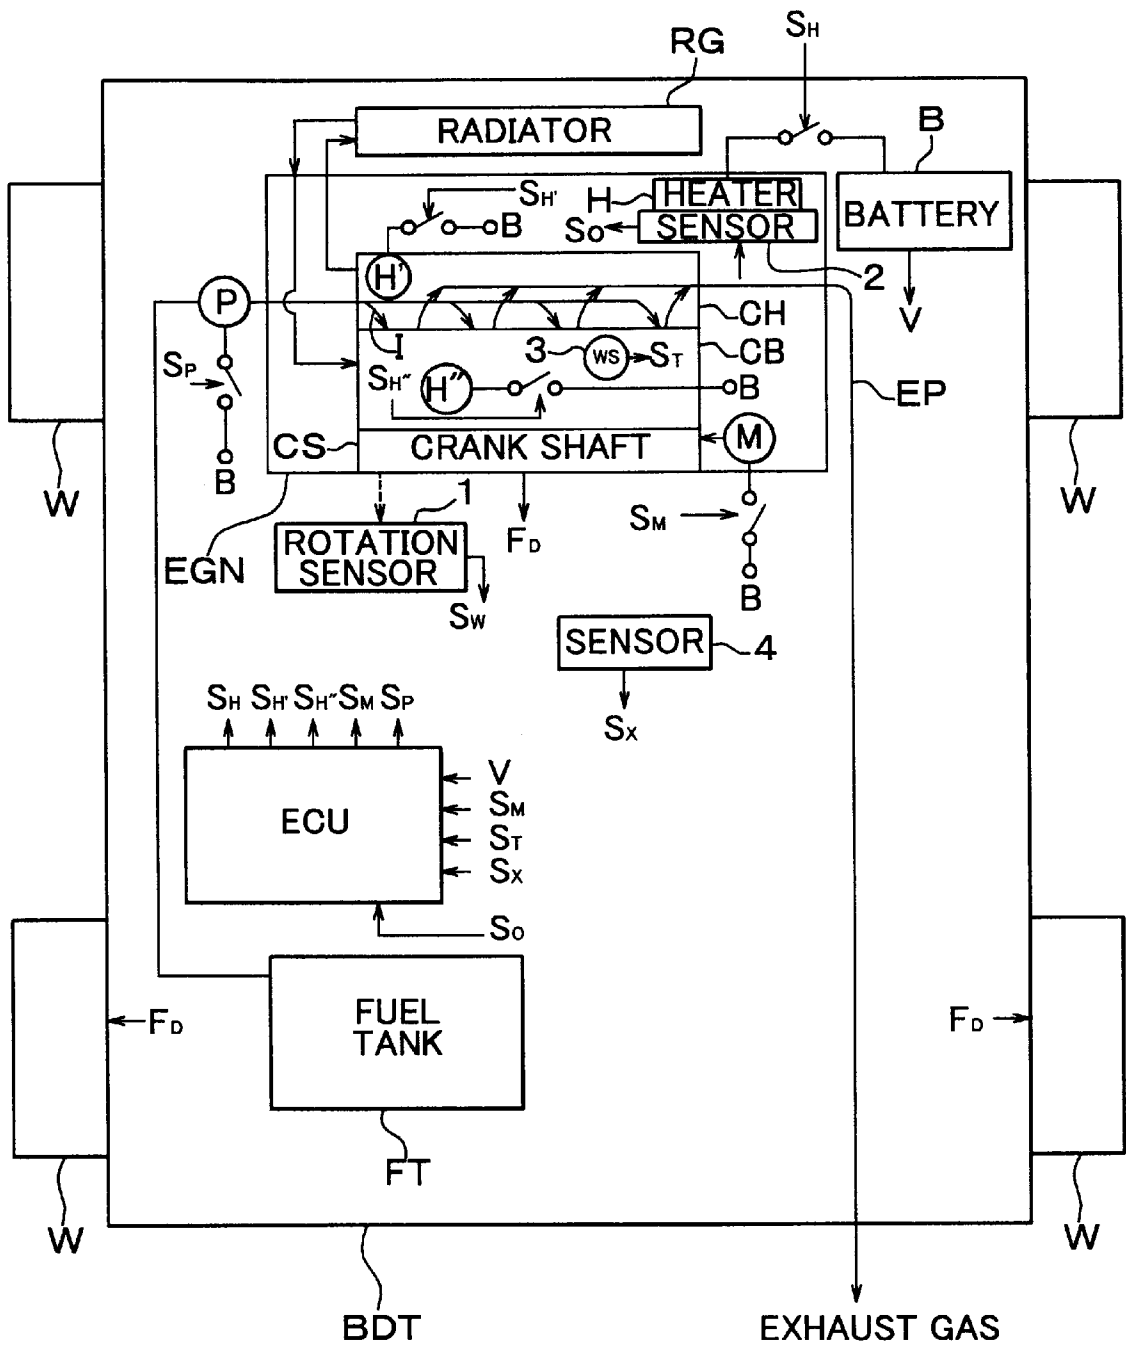 SH
RG
RADIATOR
B
HEATER
H
SENSOR
BATTERY
SO
SH'
B
2
H'
V
P
CH
I
3
WS
ST
CB
SP
SH"
H"
B
EP
CS
CRANK SHAFT
M
W
W
B
1
SM
FD
EGN
ROTATION
SENSOR
B
SW
SENSOR
4
SX
SH SH' SH" SM SP
V
ECU
SM
ST
SX
SO
FUEL
TANK
FD
FD
FT
W
W
BDT
EXHAUST GAS